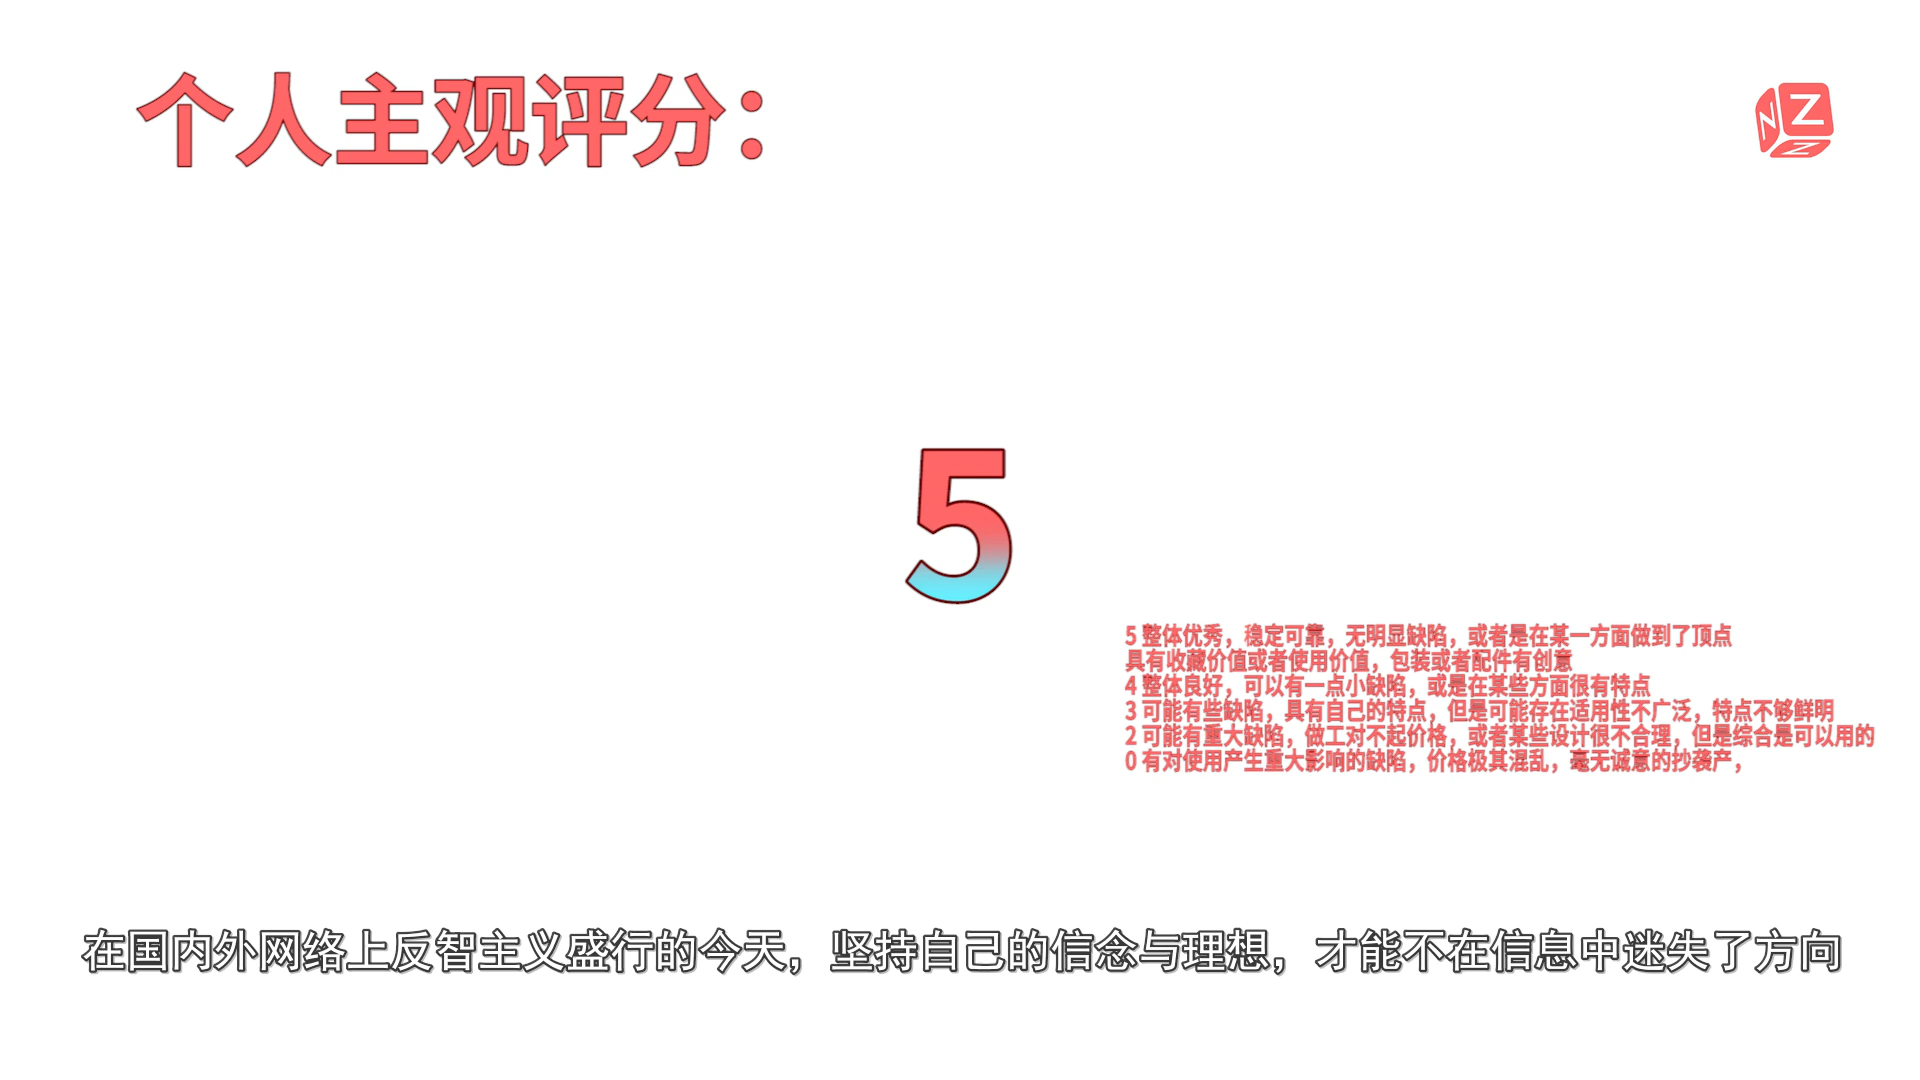 个人主观评分：
N Z
Z
5
5 整体优秀，稳定可靠，无明显缺陷，或者是在某一方面做到了顶点
具有收藏价值或者使用价值，包装或者配件有创意
4 整体良好，可以有一点小缺陷，或是在某些方面很有特点
3 可能有些缺陷，具有自己的特点，但是可能存在适用性不广泛，特点不够鲜明
2 可能有重大缺陷，做工对不起价格，或者某些设计很不合理，但是综合是可以用的
0 有对使用产生重大影响的缺陷，价格极其混乱，毫无诚意的抄袭产，
在国内外网络上反智主义盛行的今天，坚持自己的信念与理想，才能不在信息中迷失了方向